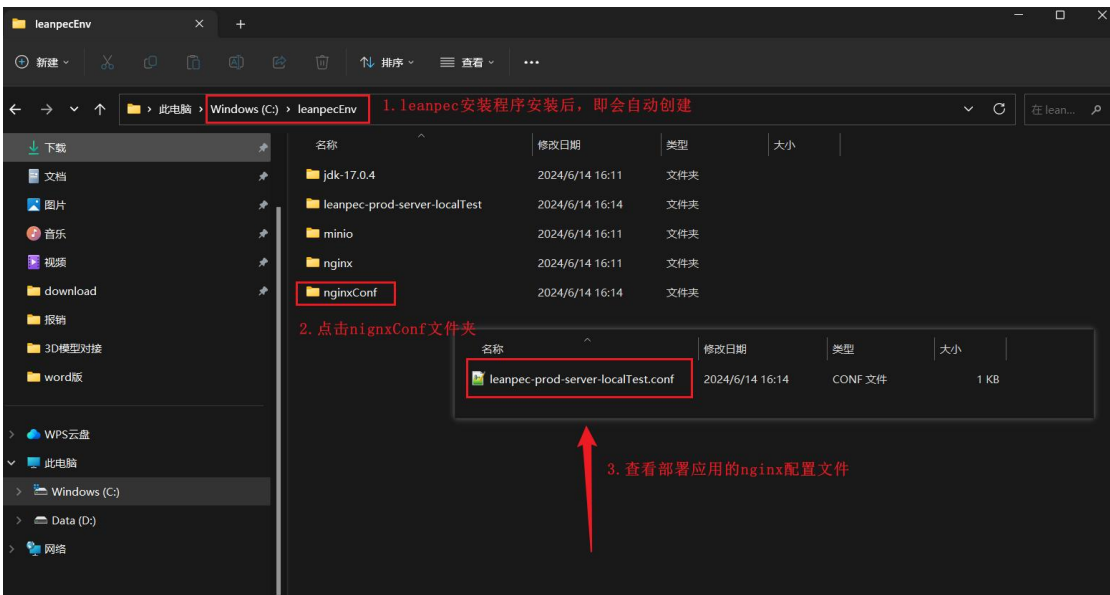 leanpecEnv
新建
排序
查看
此电脑 Windows (C:) leanpecEnv
1.leanpec安装程序安装后，即会自动创建
在 lean...
下载
文档
图片
音乐
视频
download
报销
3D模型对接
word版
WPS云盘
此电脑
Windows (C:)
Data (D:)
网络
名称 修改日期 类型 大小
jdk-17.0.4 2024/6/14 16:11 文件夹
leanpec-prod-server-localTest 2024/6/14 16:14 文件夹
minio 2024/6/14 16:11 文件夹
nginx 2024/6/14 16:11 文件夹
nginxConf 2024/6/14 16:14 文件夹
2.点击nignxConf文件夹
名称 修改日期 类型 大小
leanpec-prod-server-localTest.conf 2024/6/14 16:14 CONF 文件 1 KB
3.查看部署应用的nginx配置文件